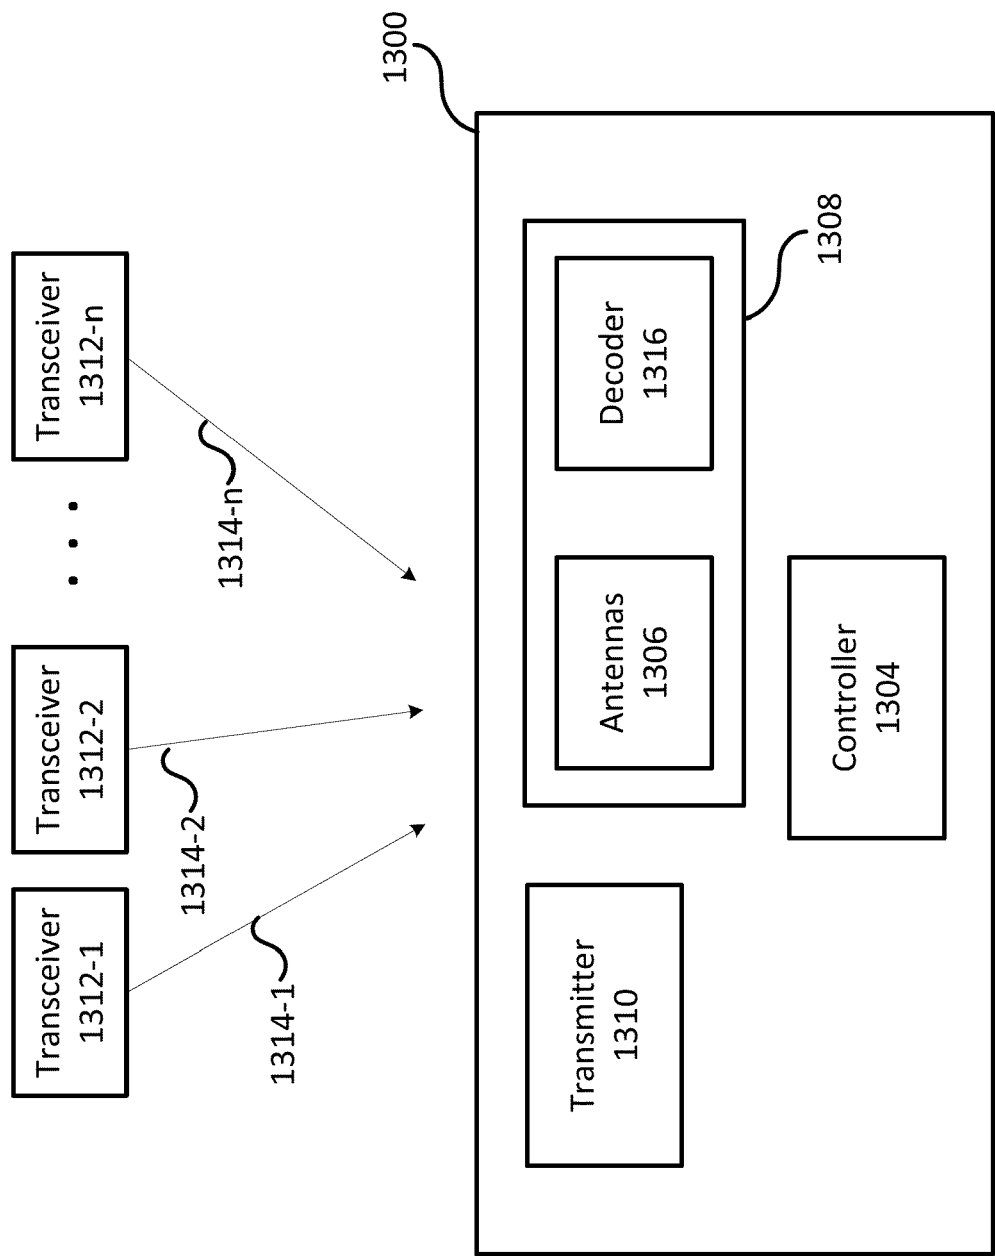 Transceiver
1312-1
Transceiver
1312-2
. . .
Transceiver
1312-n
1314-1
1314-2
1314-n
1300
Transmitter
1310
Antennas
1306
Decoder
1316
1308
Controller
1304